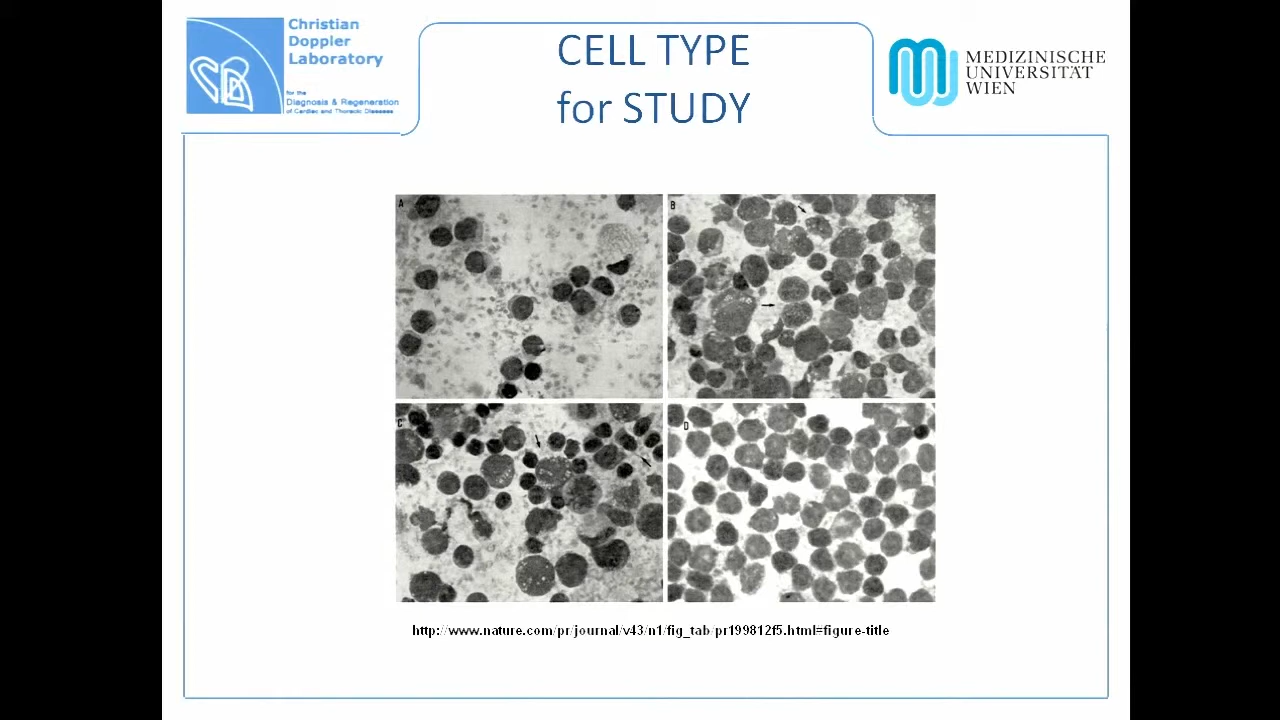 Christian
Doppler
Laboratory
for the
Diagnosis & Regeneration
of Cardiac and Thoracic Diseases
CELL TYPE
for STUDY
MEDIZINISCHE
UNIVERSITÄT
WIEN
A
B
C
D
http://www.nature.com/pr/journal/v43/n1/fig_tab/pr199812f5.html=figure-title